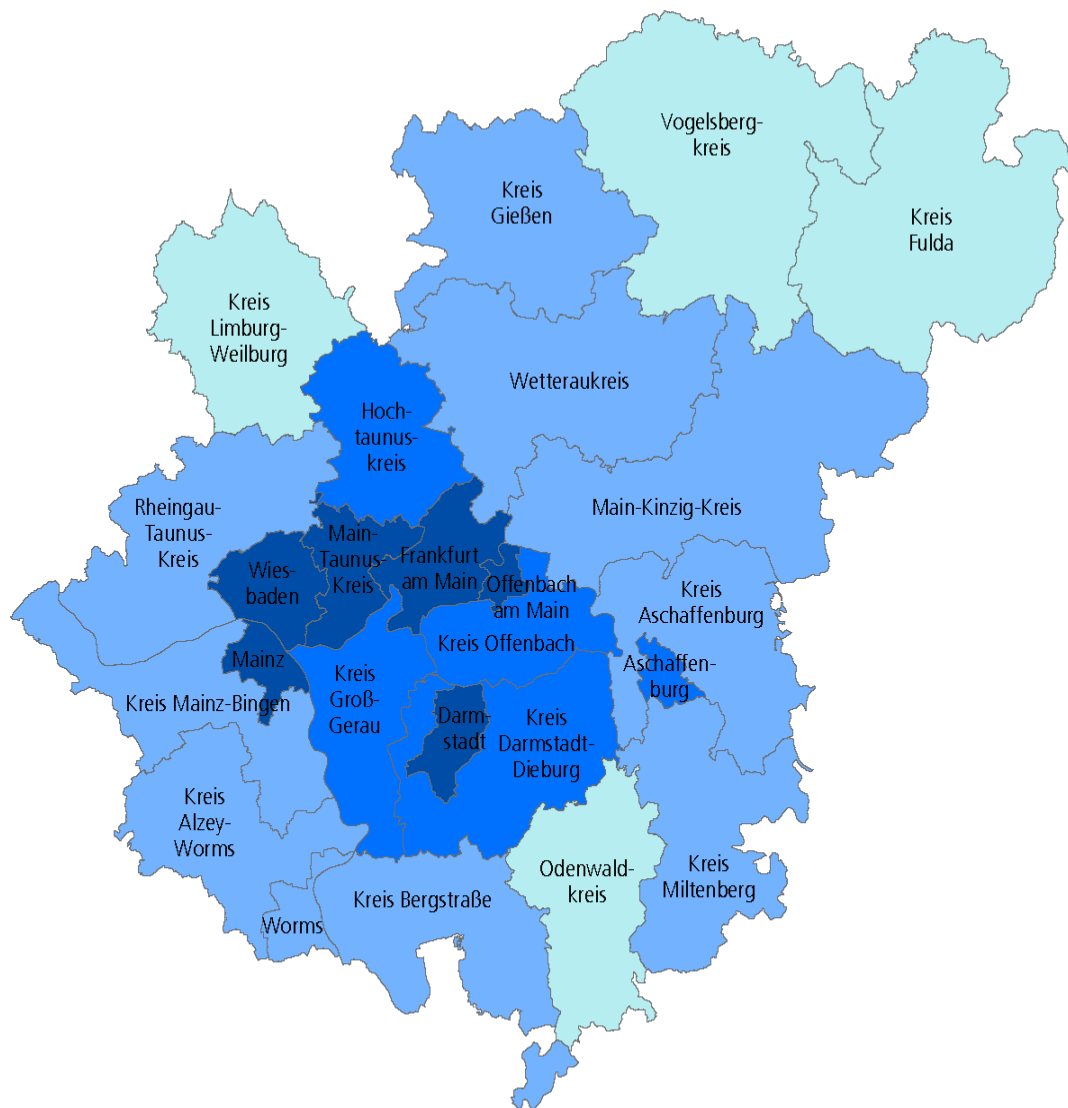 Vogelsberg-
kreis
Kreis
Gießen
Kreis
Fulda
Kreis
Limburg-
Weilburg
Wetteraukreis
Hoch-
taunus-
kreis
Main-Kinzig-Kreis
Rheingau-
Taunus-
Kreis
Main-
Taunus-
Kreis
Frankfurt
am Main
Wies-
baden
Offenbach
am Main
Kreis
Aschaffenburg
Kreis Offenbach
Mainz
Aschaffen-
burg
Kreis
Groß-
Gerau
Kreis Mainz-Bingen
Darm-
stadt
Kreis
Darmstadt-
Dieburg
Kreis
Alzey-
Worms
Odenwald-
kreis
Kreis
Miltenberg
Kreis Bergstraße
Worms